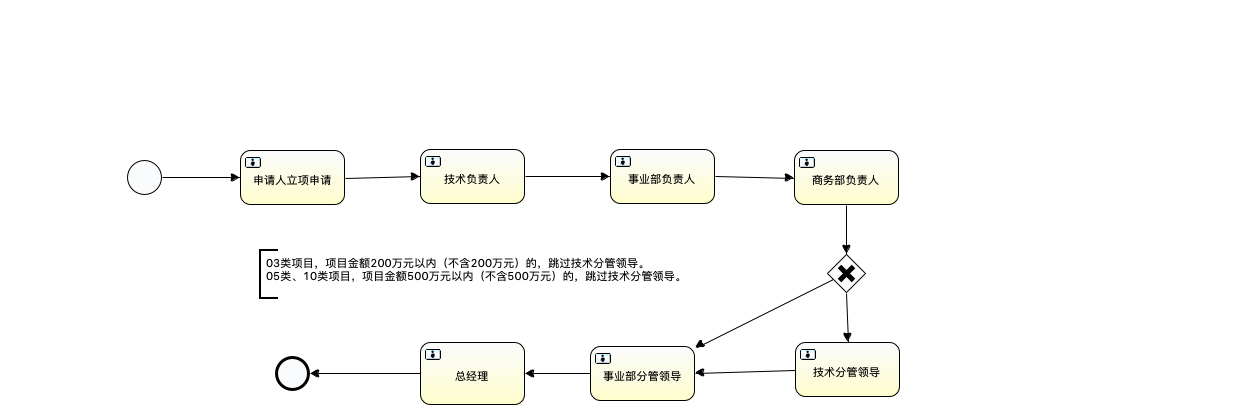 申请人立项申请
技术负责人
事业部负责人
商务部负责人
03类项目，项目金额200万元以内（不含200万元）的，跳过技术分管领导。
05类、10类项目，项目金额500万元以内（不含500万元）的，跳过技术分管领导。
总经理
事业部分管领导
技术分管领导